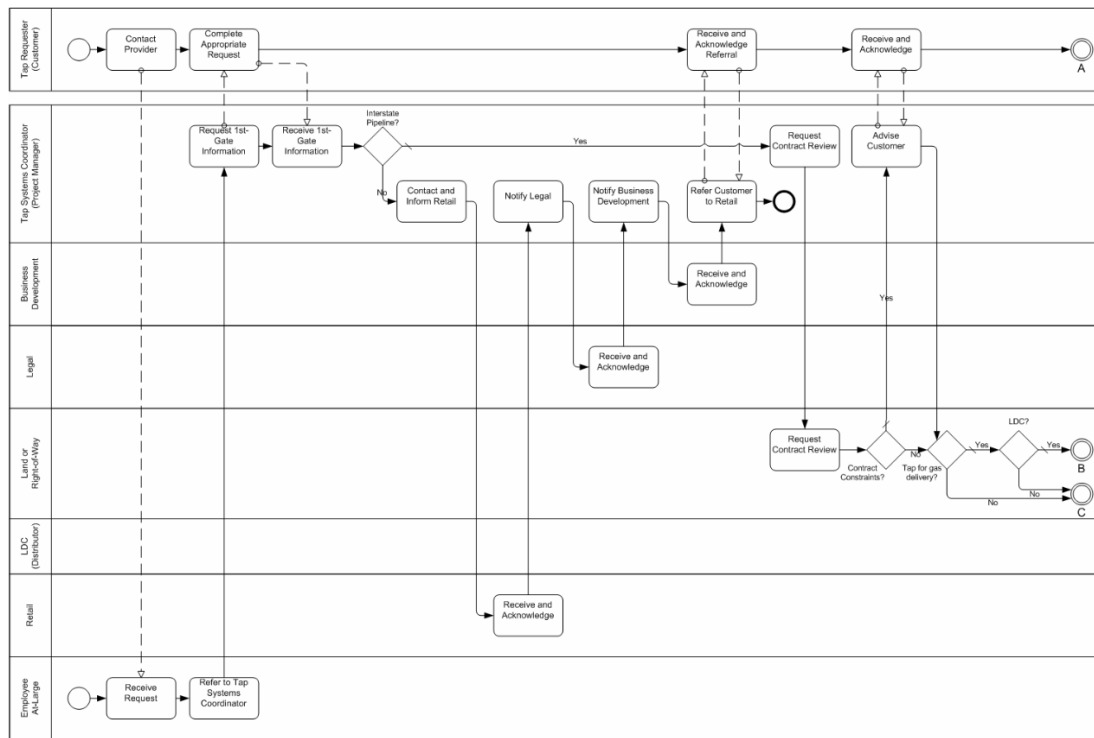 Tap Requester
(Customer)
Contact
Provider
Complete
Appropriate
Request
Receive and
Acknowledge
Referral
Receive and
Acknowledge
A
Tap Systems Coordinator
(Project Manager)
Request 1st-
Gate
Information
Receive 1st-
Gate
Information
Interstate
Pipeline?
Yes
No
Contact and
Inform Retail
Notify Legal
Notify Business
Development
Refer Customer
to Retail
Request
Contract Review
Advise
Customer
Business
Development
Receive and
Acknowledge
Yes
Legal
Receive and
Acknowledge
Land or
Right-of-Way
Request
Contract Review
Contract
Constraints?
No
Tap for gas
delivery?
Yes
LDC?
Yes
B
No
No
C
LDC
(Distributor)
Retail
Receive and
Acknowledge
Employee
At-Large
Receive
Request
Refer to Tap
Systems
Coordinator